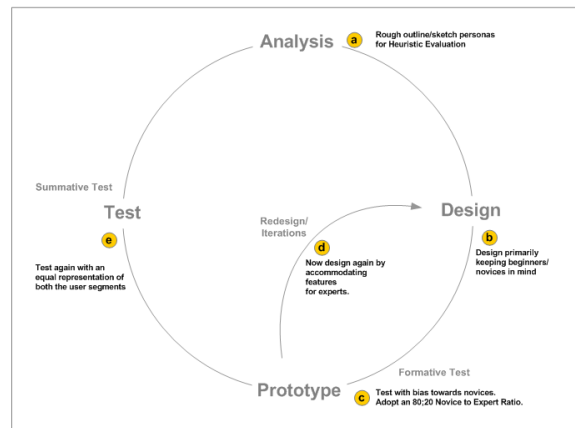 Analysis
a
Rough outline/sketch personas
for Heuristic Evaluation
Summative Test
Test
e
Test again with an
equal representation of
both the user segments
Redesign/
Iterations
d
Now design again by
accommodating
features
for experts.
Design
b
Design primarily
keeping beginners/
novices in mind
Formative Test
Prototype
c
Test with bias towards novices.
Adopt an 80;20 Novice to Expert Ratio.